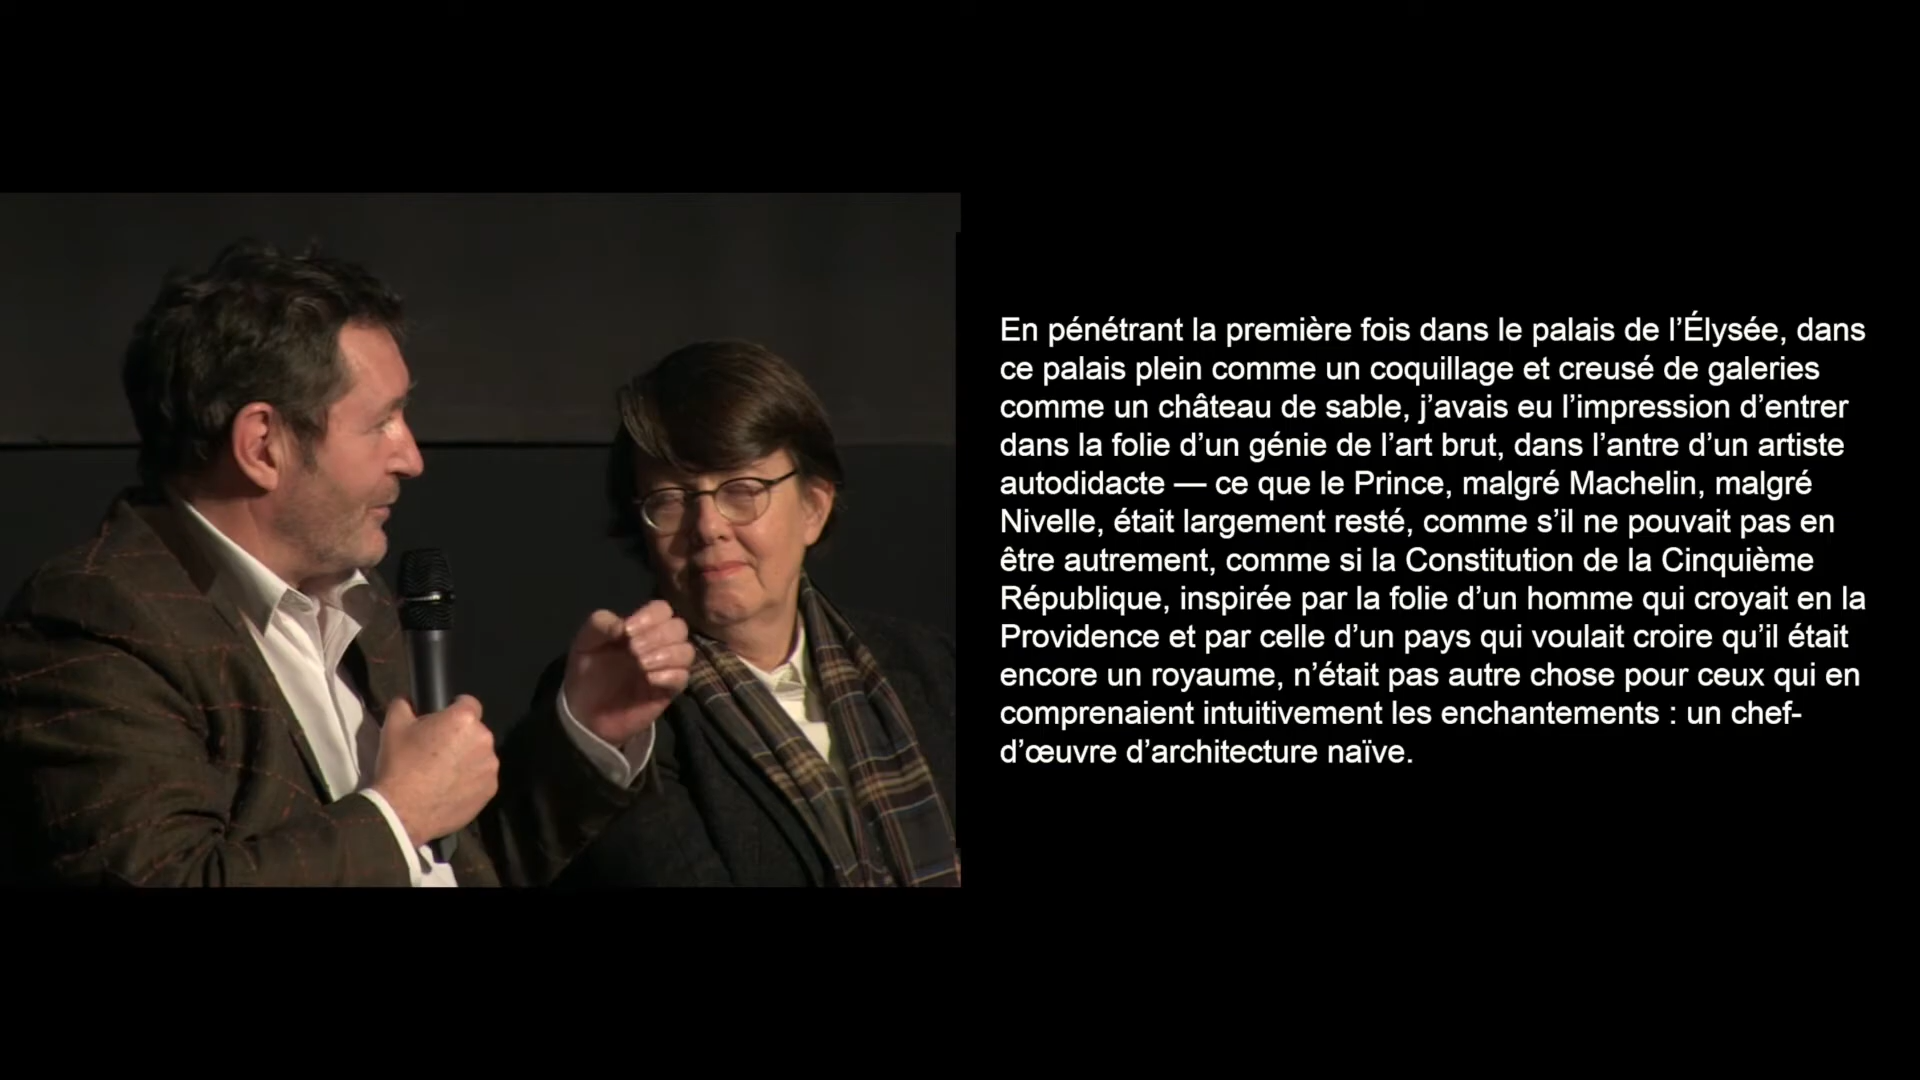 En pénétrant la première fois dans le palais de l’Élysée, dans
ce palais plein comme un coquillage et creusé de galeries
comme un château de sable, j’avais eu l’impression d’entrer
dans la folie d’un génie de l’art brut, dans l’antre d’un artiste
autodidacte — ce que le Prince, malgré Machelin, malgré
Nivelle, était largement resté, comme s’il ne pouvait pas en
être autrement, comme si la Constitution de la Cinquième
République, inspirée par la folie d’un homme qui croyait en la
Providence et par celle d’un pays qui voulait croire qu’il était
encore un royaume, n’était pas autre chose pour ceux qui en
comprenaient intuitivement les enchantements : un chef-
d’œuvre d’architecture naïve.